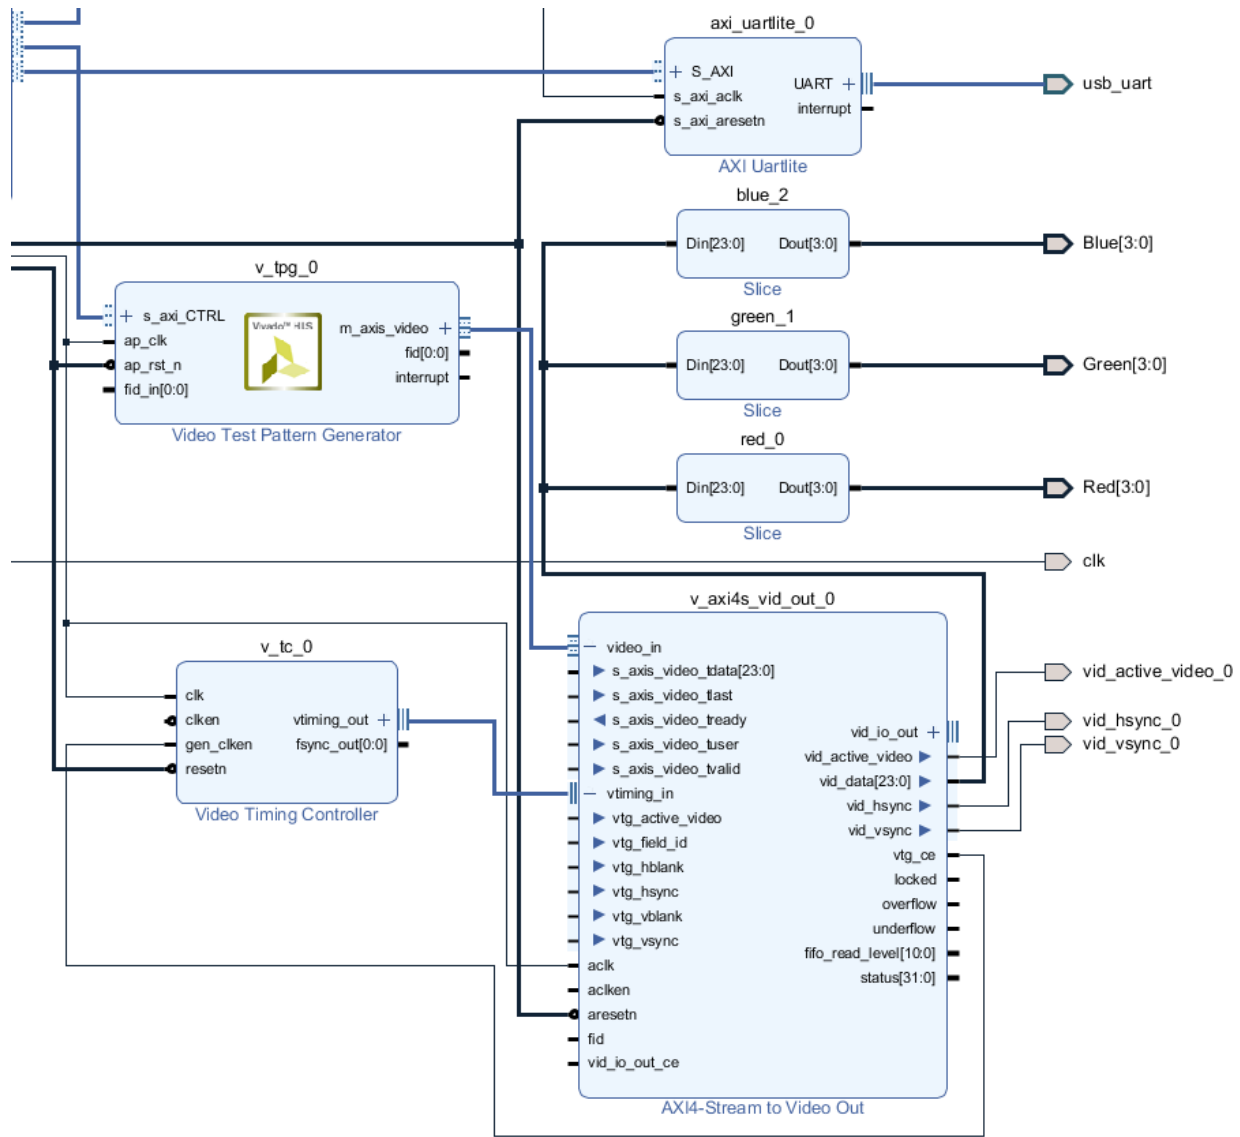 axi_uartlite_0
S_AXI
s_axi_aclk
s_axi_aresetn
UART
interrupt
AXI Uartlite
usb_uart
blue_2
Din[23:0] Dout[3:0]
Slice
Blue[3:0]
green_1
Din[23:0] Dout[3:0]
Slice
Green[3:0]
red_0
Din[23:0] Dout[3:0]
Slice
Red[3:0]
clk
v_tpg_0
s_axi_CTRL
ap_clk
ap_rst_n
fid_in[0:0]
Vivado™ HLS
m_axis_video
fid[0:0]
interrupt
Video Test Pattern Generator
v_tc_0
clk
clken
gen_clken
resetn
vtiming_out
fsync_out[0:0]
Video Timing Controller
v_axi4s_vid_out_0
video_in
s_axis_video_tdata[23:0]
s_axis_video_tlast
s_axis_video_tready
s_axis_video_tuser
s_axis_video_tvalid
vtiming_in
vtg_active_video
vtg_field_id
vtg_hblank
vtg_hsync
vtg_vblank
vtg_vsync
aclk
aclken
aresetn
fid
vid_io_out_ce
vid_io_out
vid_active_video
vid_data[23:0]
vid_hsync
vid_vsync
vtg_ce
locked
overflow
underflow
fifo_read_level[10:0]
status[31:0]
AXI4-Stream to Video Out
vid_active_video_0
vid_hsync_0
vid_vsync_0